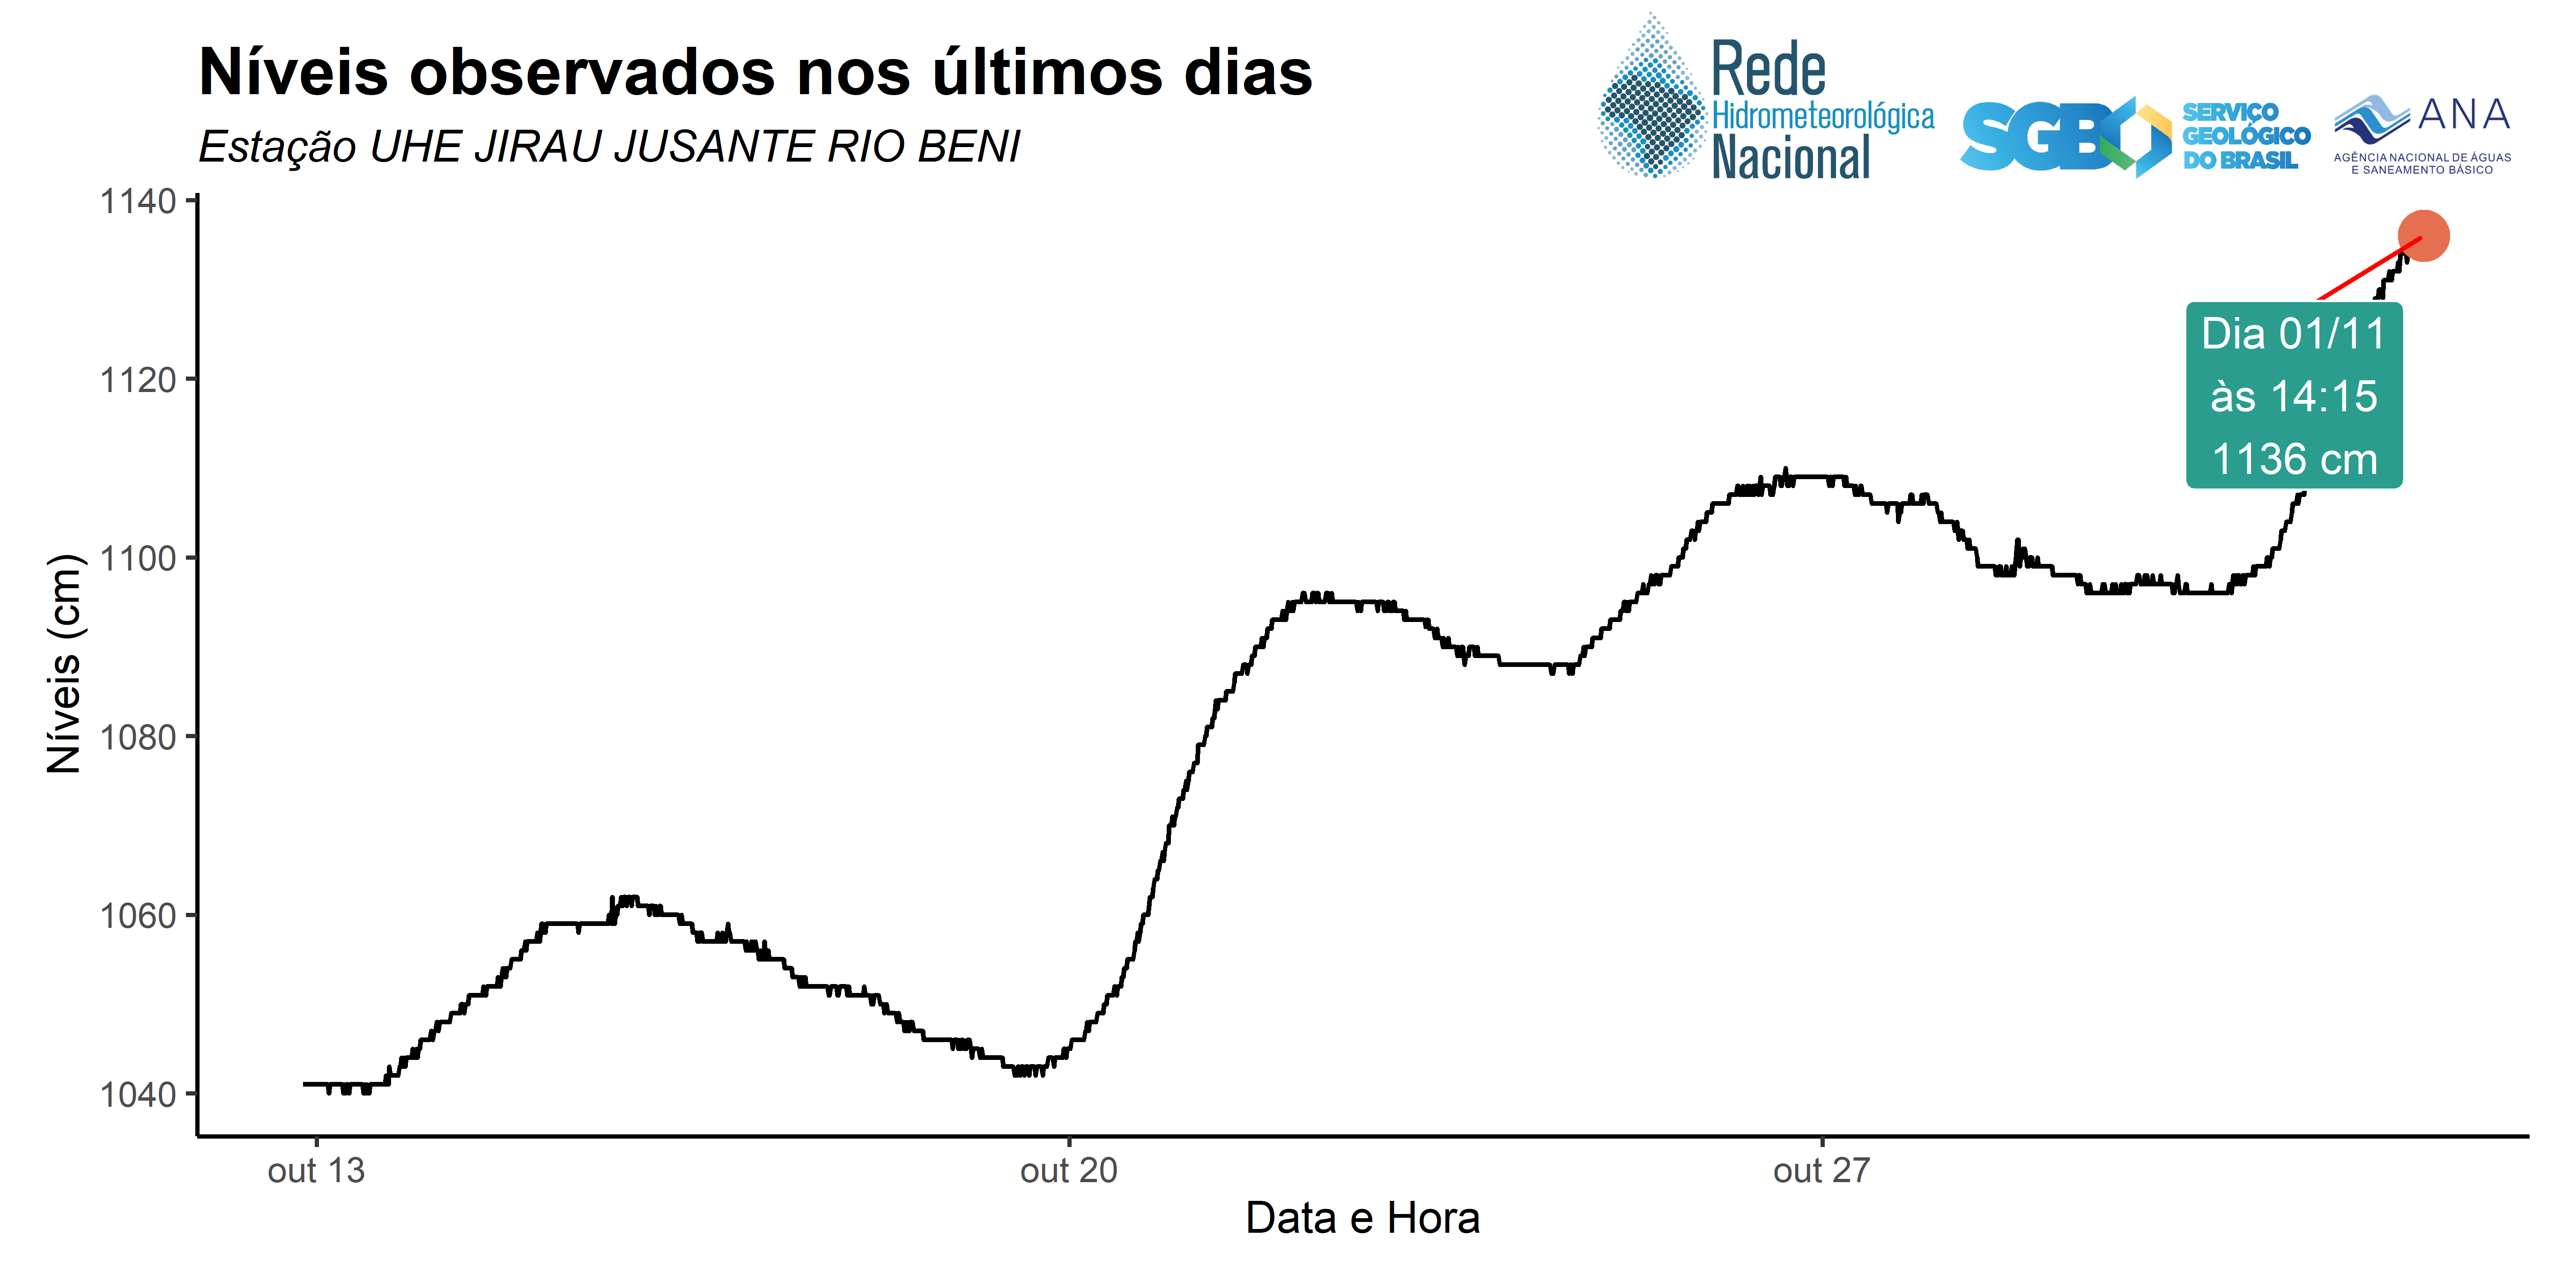 Níveis observados nos últimos dias
Estação UHE JIRAU JUSANTE RIO BENI
Rede
Hidrometeorológica
Nacional
SGB
SERVIÇO
GEOLÓGICO
DO BRASIL
ANA
AGÊNCIA NACIONAL DE ÁGUAS
E SANEAMENTO BÁSICO
1140
1120
1100
1080
1060
1040
Níveis (cm)
Dia 01/11
às 14:15
1136 cm
out 13
out 20
out 27
Data e Hora